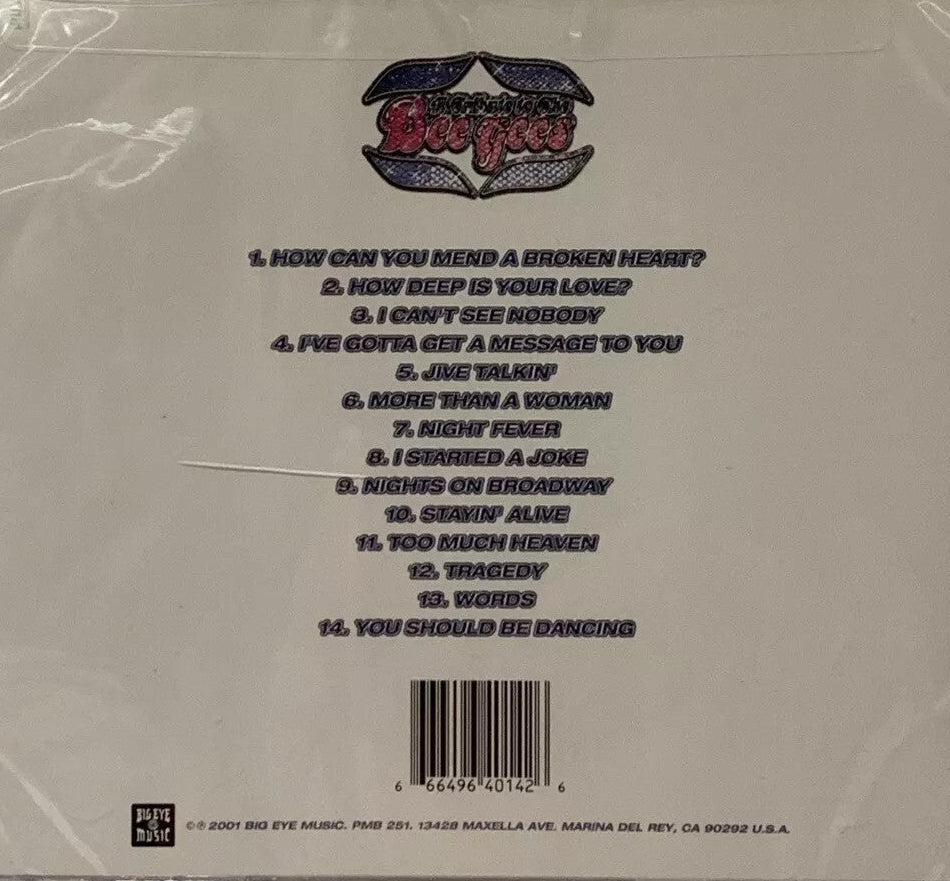 A Tribute to the
Bee Gees
1. HOW CAN YOU MEND A BROKEN HEART?
2. HOW DEEP IS YOUR LOVE?
3. I CAN'T SEE NOBODY
4. I'VE GOTTA GET A MESSAGE TO YOU
5. JIVE TALKIN'
6. MORE THAN A WOMAN
7. NIGHT FEVER
8. I STARTED A JOKE
9. NIGHTS ON BROADWAY
10. STAYIN' ALIVE
11. TOO MUCH HEAVEN
12. TRAGEDY
13. WORDS
14. YOU SHOULD BE DANCING
6 66496 40142 6
BIG EYE
MUSIC
©℗ 2001 BIG EYE MUSIC. PMB 251. 13428 MAXELLA AVE. MARINA DEL REY, CA 90292 U.S.A.